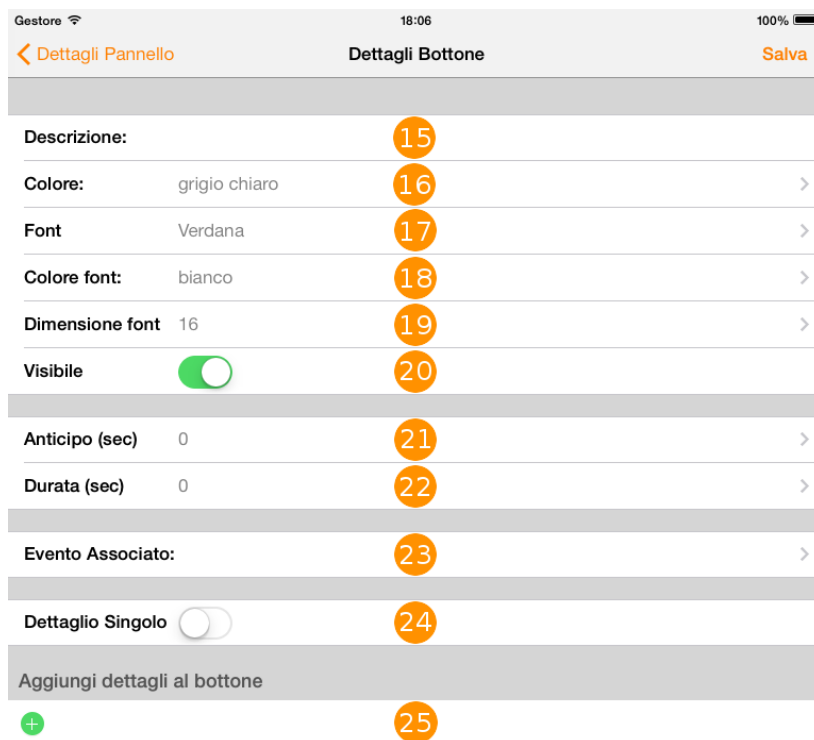 Gestore 18:06 100%
Dettagli Pannello Dettagli Bottone Salva
Descrizione: 15
Colore: grigio chiaro 16
Font Verdana 17
Colore font: bianco 18
Dimensione font 16 19
Visibile 20
Anticipo (sec) 0 21
Durata (sec) 0 22
Evento Associato: 23
Dettaglio Singolo 24
Aggiungi dettagli al bottone
25